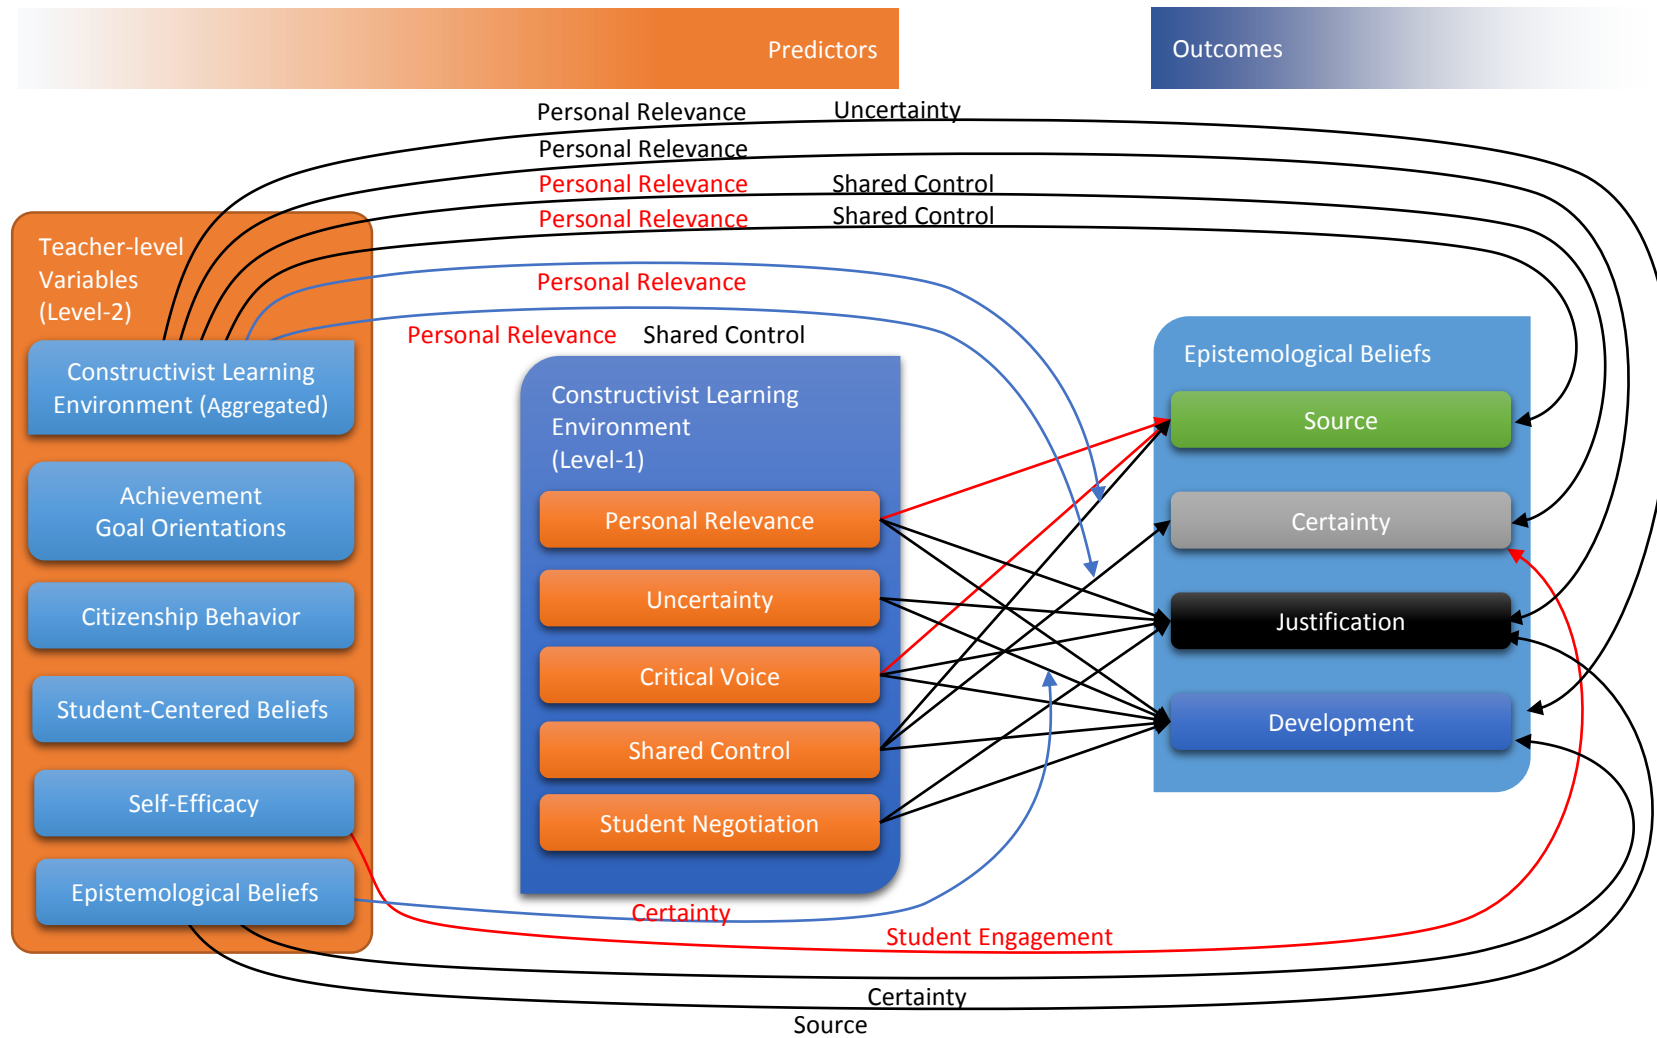 Predictors
Outcomes
Personal Relevance
Uncertainty
Personal Relevance
Personal Relevance
Shared Control
Personal Relevance
Shared Control
Teacher-level
Variables
(Level-2)
Personal Relevance
Personal Relevance
Shared Control
Constructivist Learning
Environment (Aggregated)
Achievement
Goal Orientations
Citizenship Behavior
Student-Centered Beliefs
Self-Efficacy
Epistemological Beliefs
Constructivist Learning
Environment
(Level-1)
Personal Relevance
Uncertainty
Critical Voice
Shared Control
Student Negotiation
Epistemological Beliefs
Source
Certainty
Justification
Development
Certainty
Student Engagement
Certainty
Source